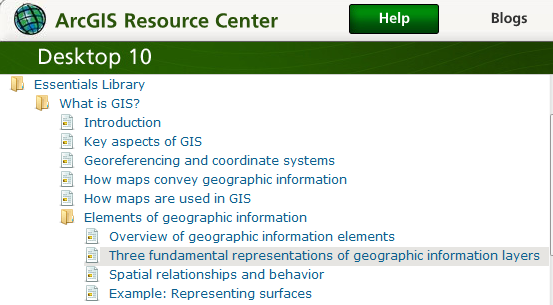 ArcGIS Resource Center Help Blogs
Desktop 10
Essentials Library
What is GIS?
Introduction
Key aspects of GIS
Georeferencing and coordinate systems
How maps convey geographic information
How maps are used in GIS
Elements of geographic information
Overview of geographic information elements
Three fundamental representations of geographic information layers
Spatial relationships and behavior
Example: Representing surfaces